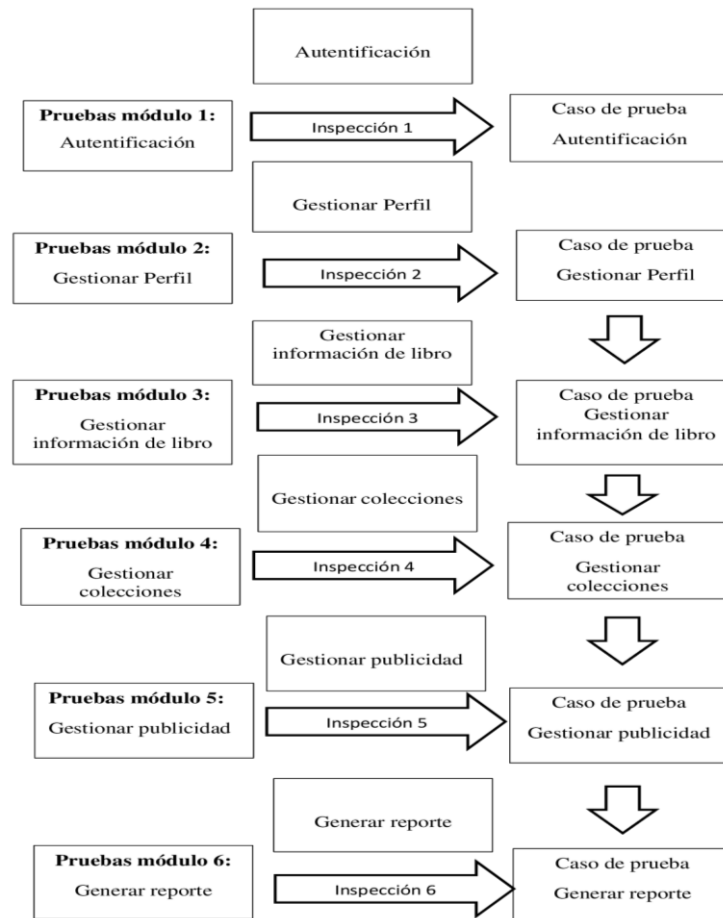 Autentificación
Pruebas módulo 1:
Autentificación
Inspección 1
Caso de prueba
Autentificación
Gestionar Perfil
Pruebas módulo 2:
Gestionar Perfil
Inspección 2
Caso de prueba
Gestionar Perfil
Gestionar
información de libro
Pruebas módulo 3:
Gestionar
información de libro
Inspección 3
Caso de prueba
Gestionar
información de libro
Gestionar colecciones
Pruebas módulo 4:
Gestionar
colecciones
Inspección 4
Caso de prueba
Gestionar
colecciones
Gestionar publicidad
Pruebas módulo 5:
Gestionar publicidad
Inspección 5
Caso de prueba
Gestionar publicidad
Generar reporte
Pruebas módulo 6:
Generar reporte
Inspección 6
Caso de prueba
Generar reporte